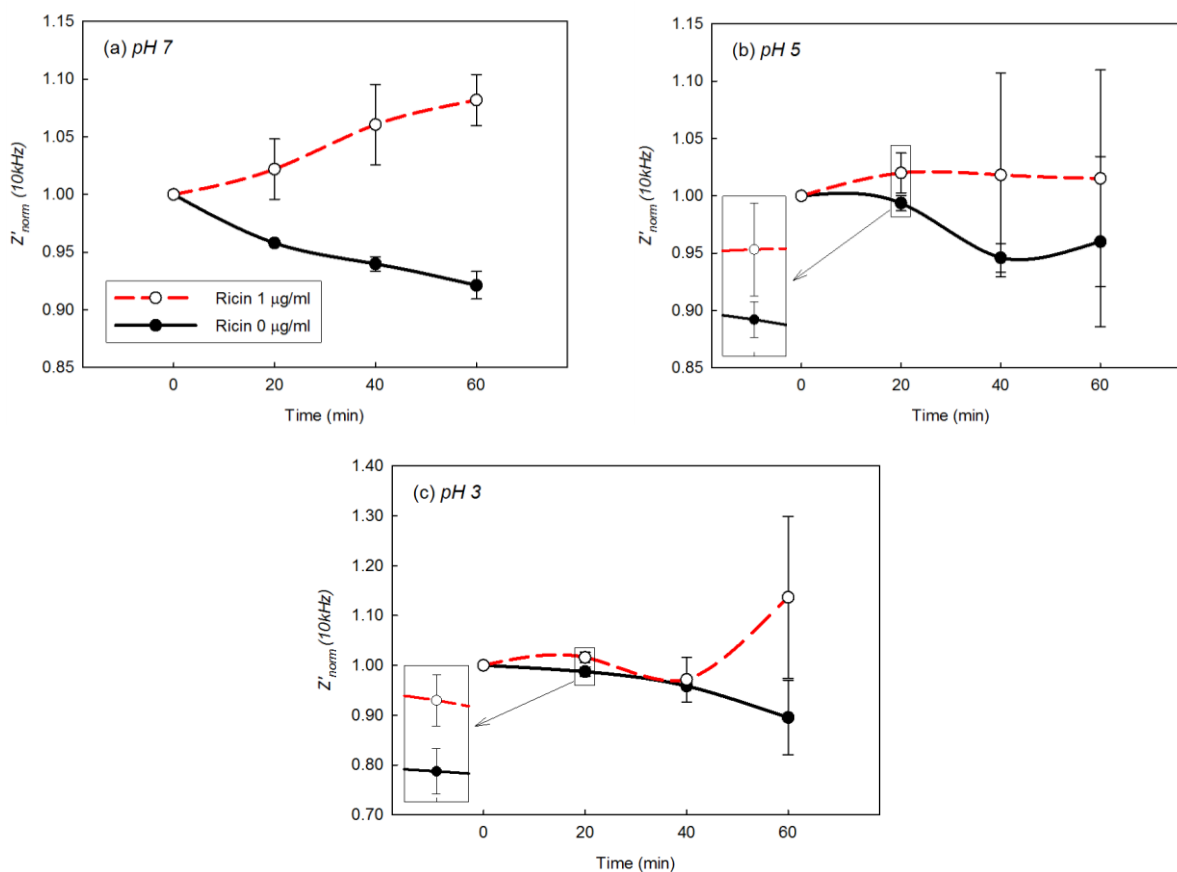 (a) pH 7
1.15
1.10
1.05
1.00
0.95
0.90
0.85
Z'norm (10kHz)
Ricin 1 μg/ml
Ricin 0 μg/ml
0 20 40 60
Time (min)
(b) pH 5
1.15
1.10
1.05
1.00
0.95
0.90
0.85
Z'norm (10kHz)
0 20 40 60
Time (min)
(c) pH 3
1.40
1.30
1.20
1.10
1.00
0.90
0.80
0.70
Z'norm (10kHz)
0 20 40 60
Time (min)